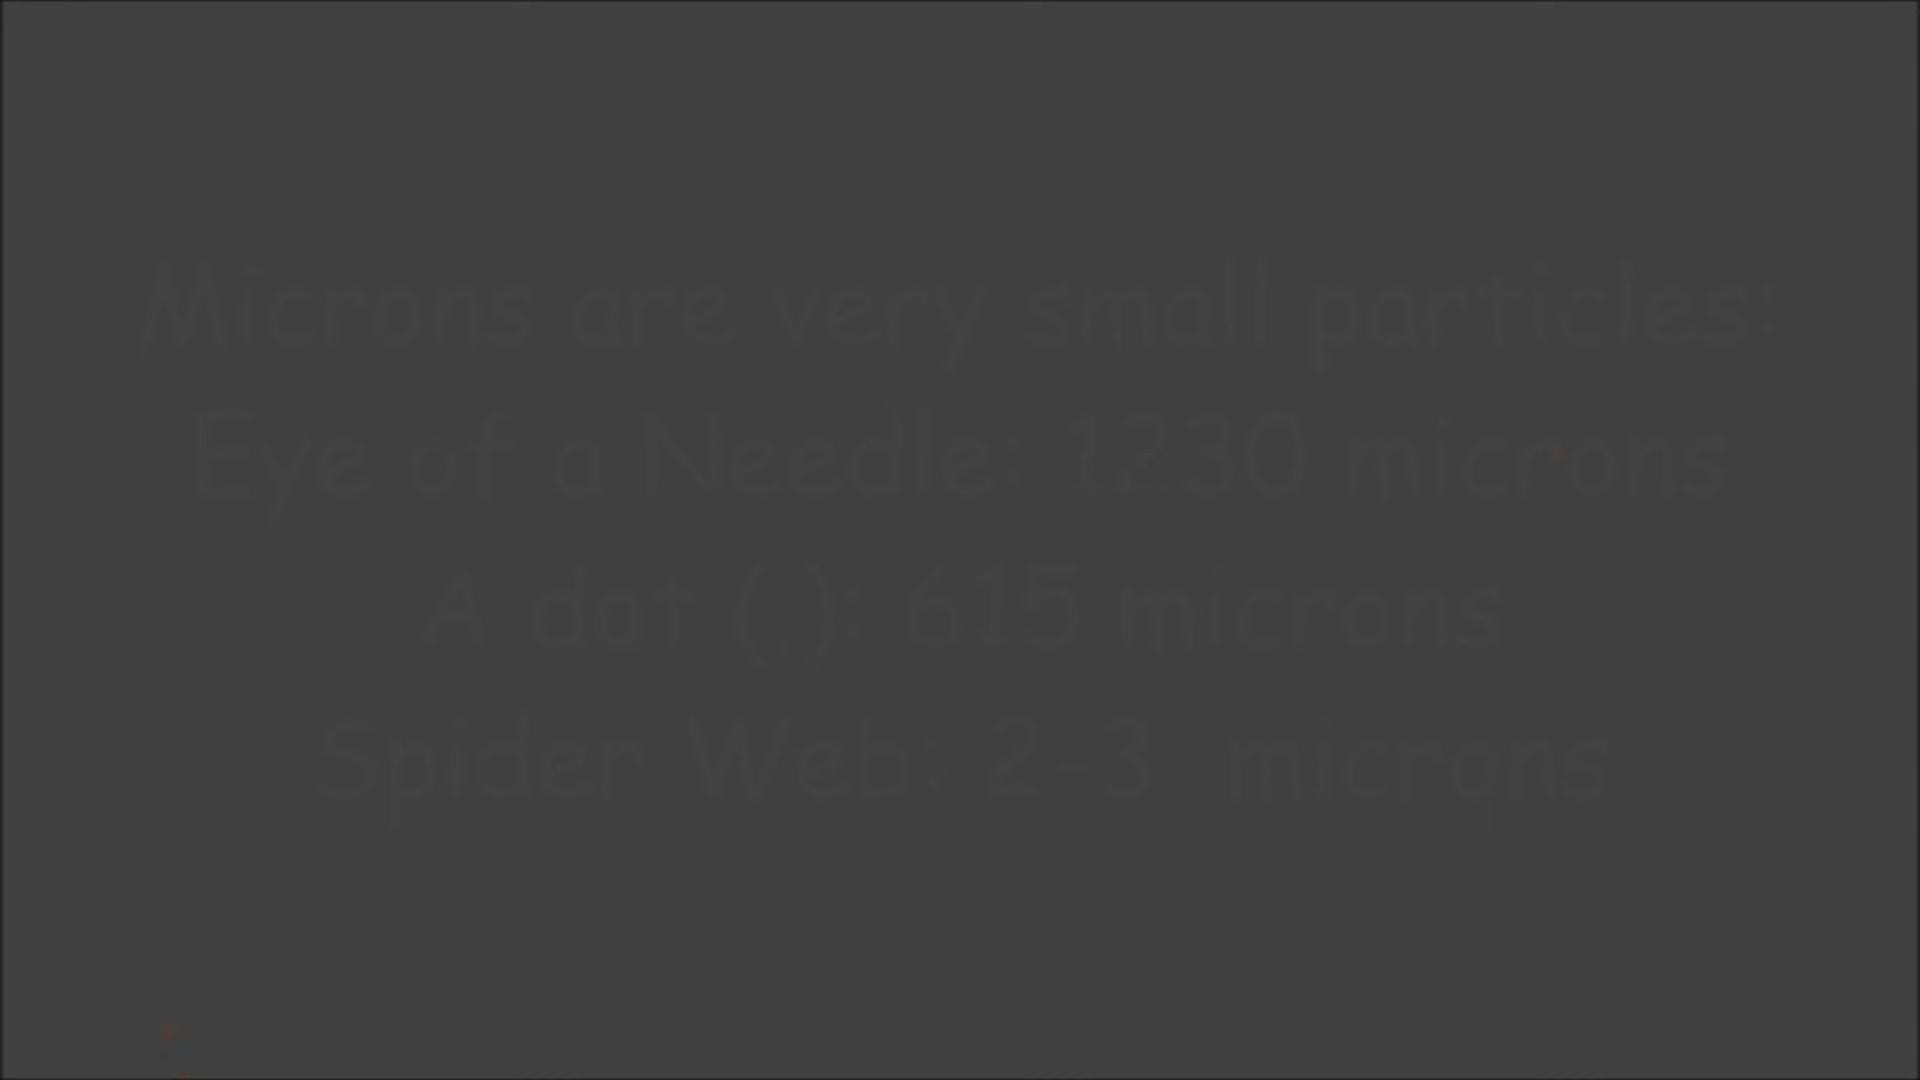 Microns are very small particles:
Eye of a Needle: 1230 microns
A dot (.): 615 microns
Spider Web: 2-3 microns